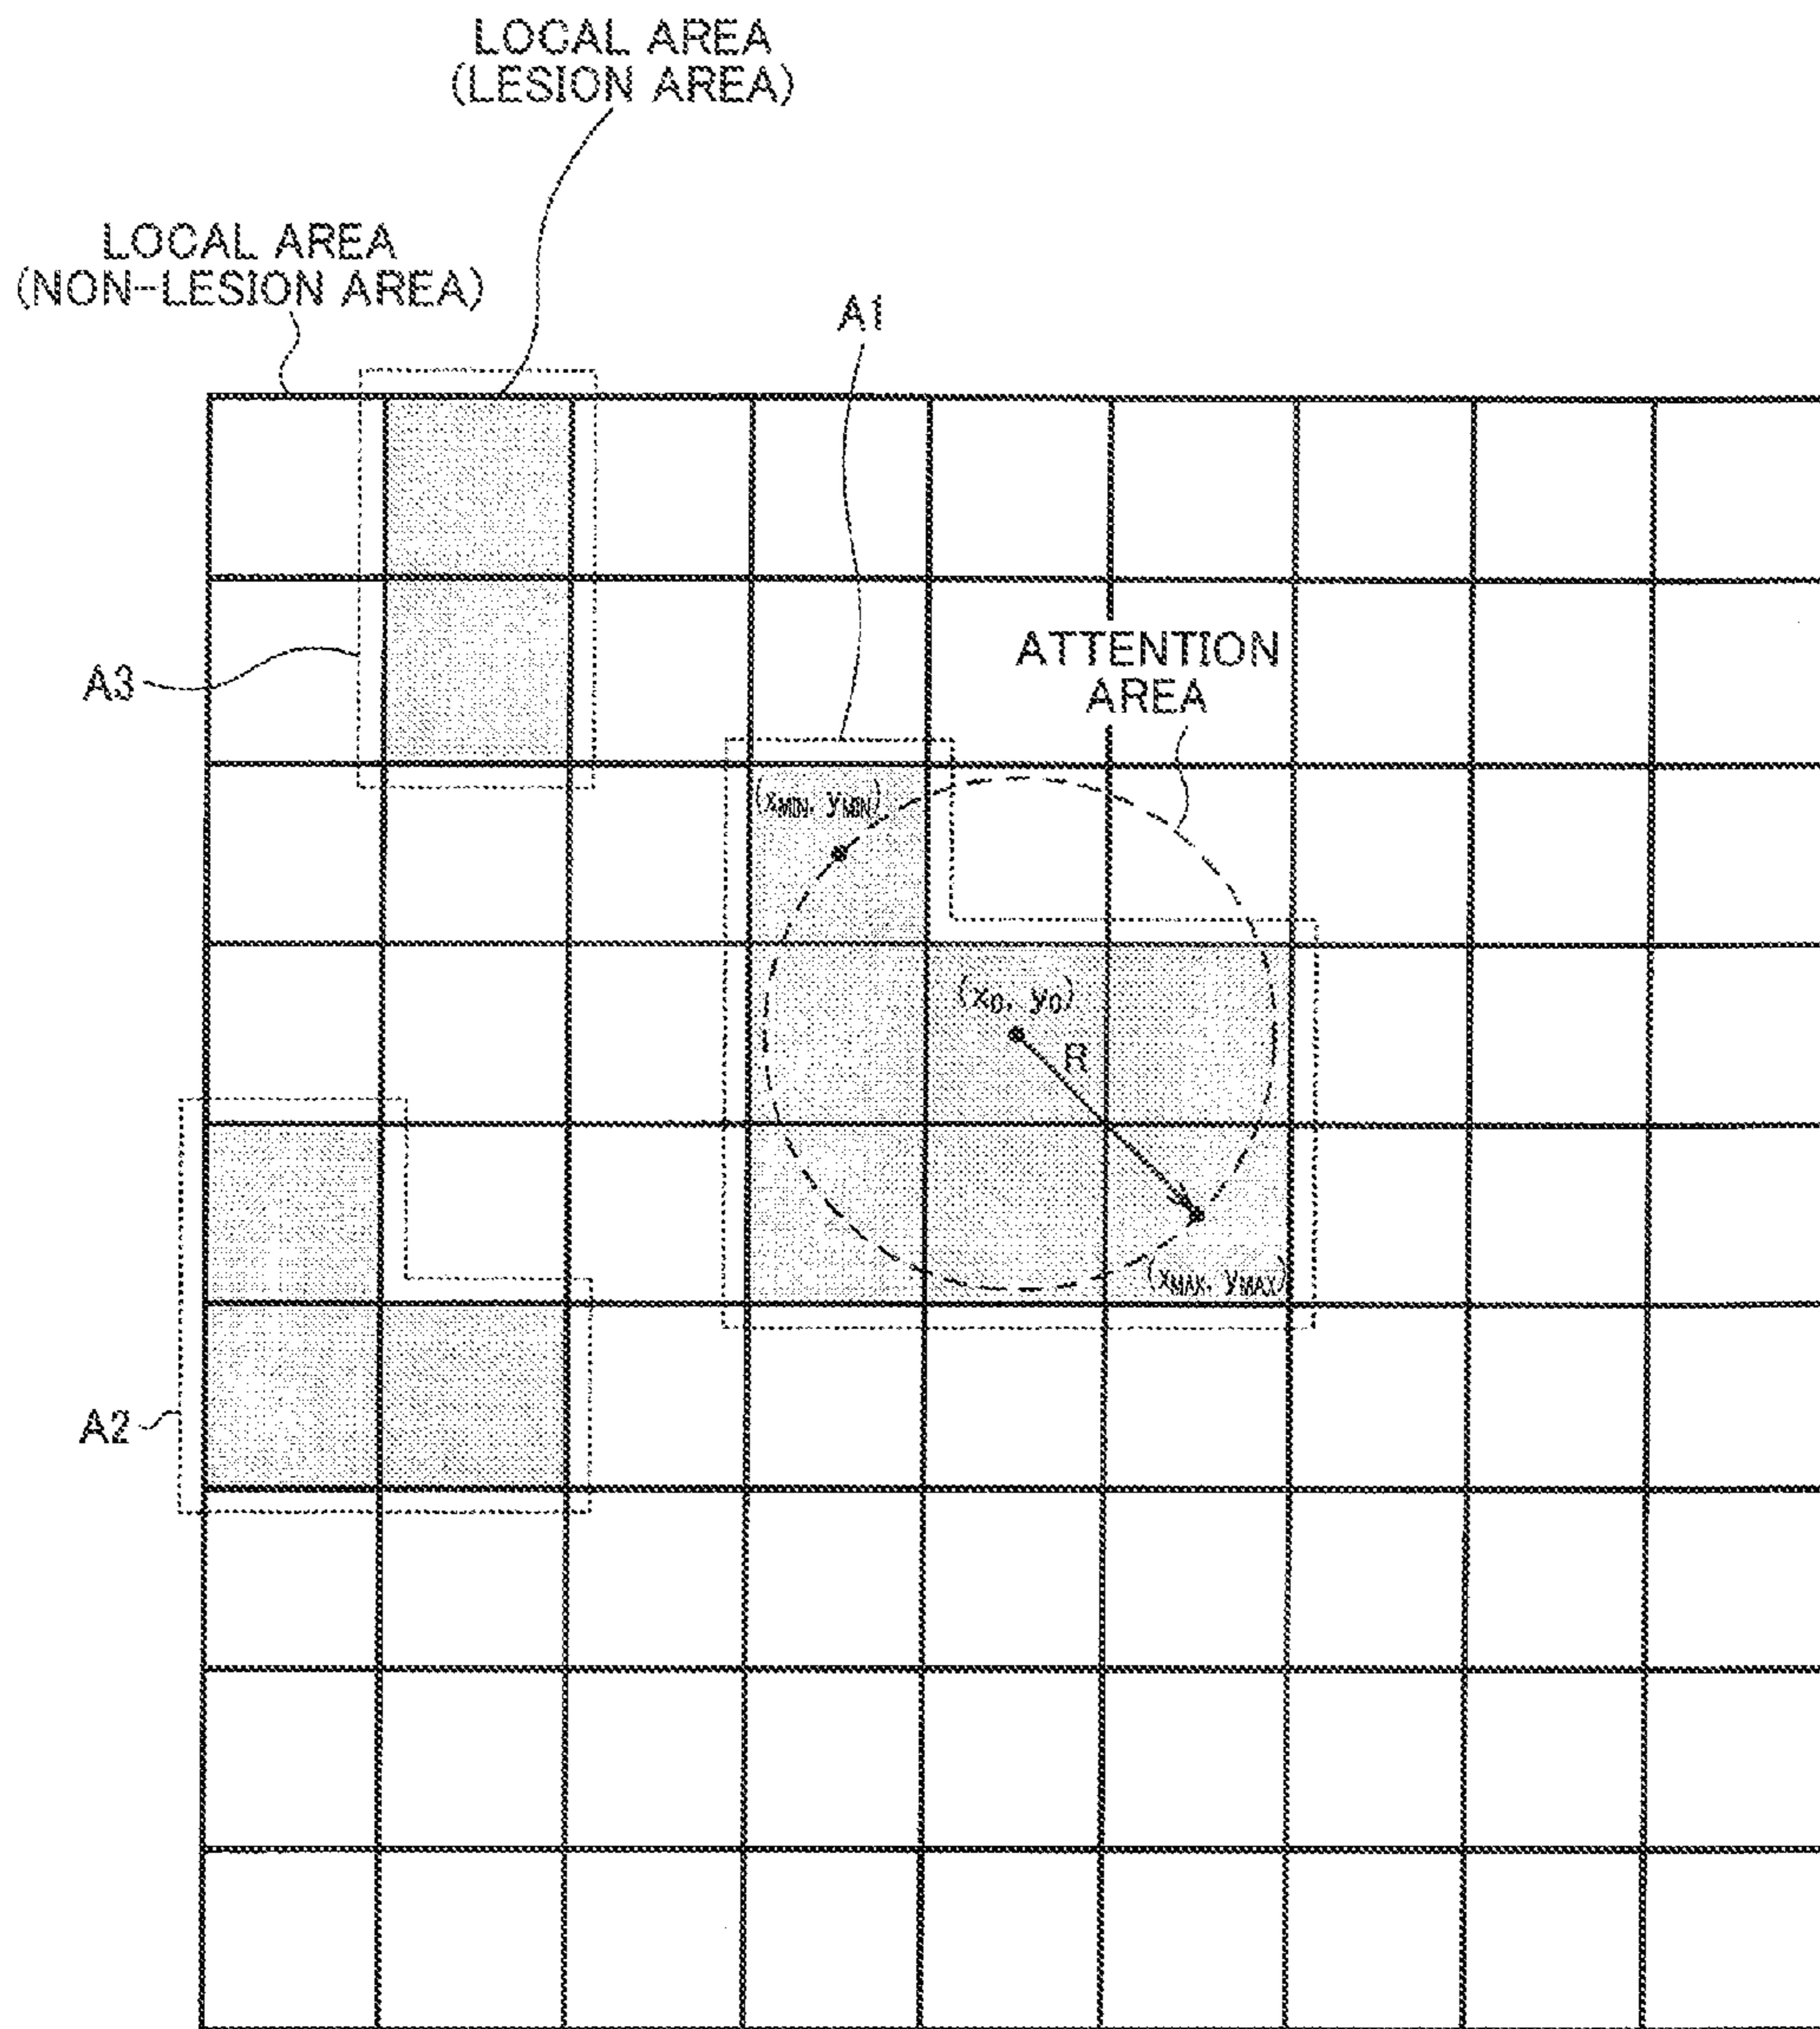 LOCAL AREA
(LESION AREA)
LOCAL AREA
(NON-LESION AREA)
A1
ATTENTION
AREA
A3
(xMIN, yMIN)
(x0, y0)
R
(xMAX, yMAX)
A2